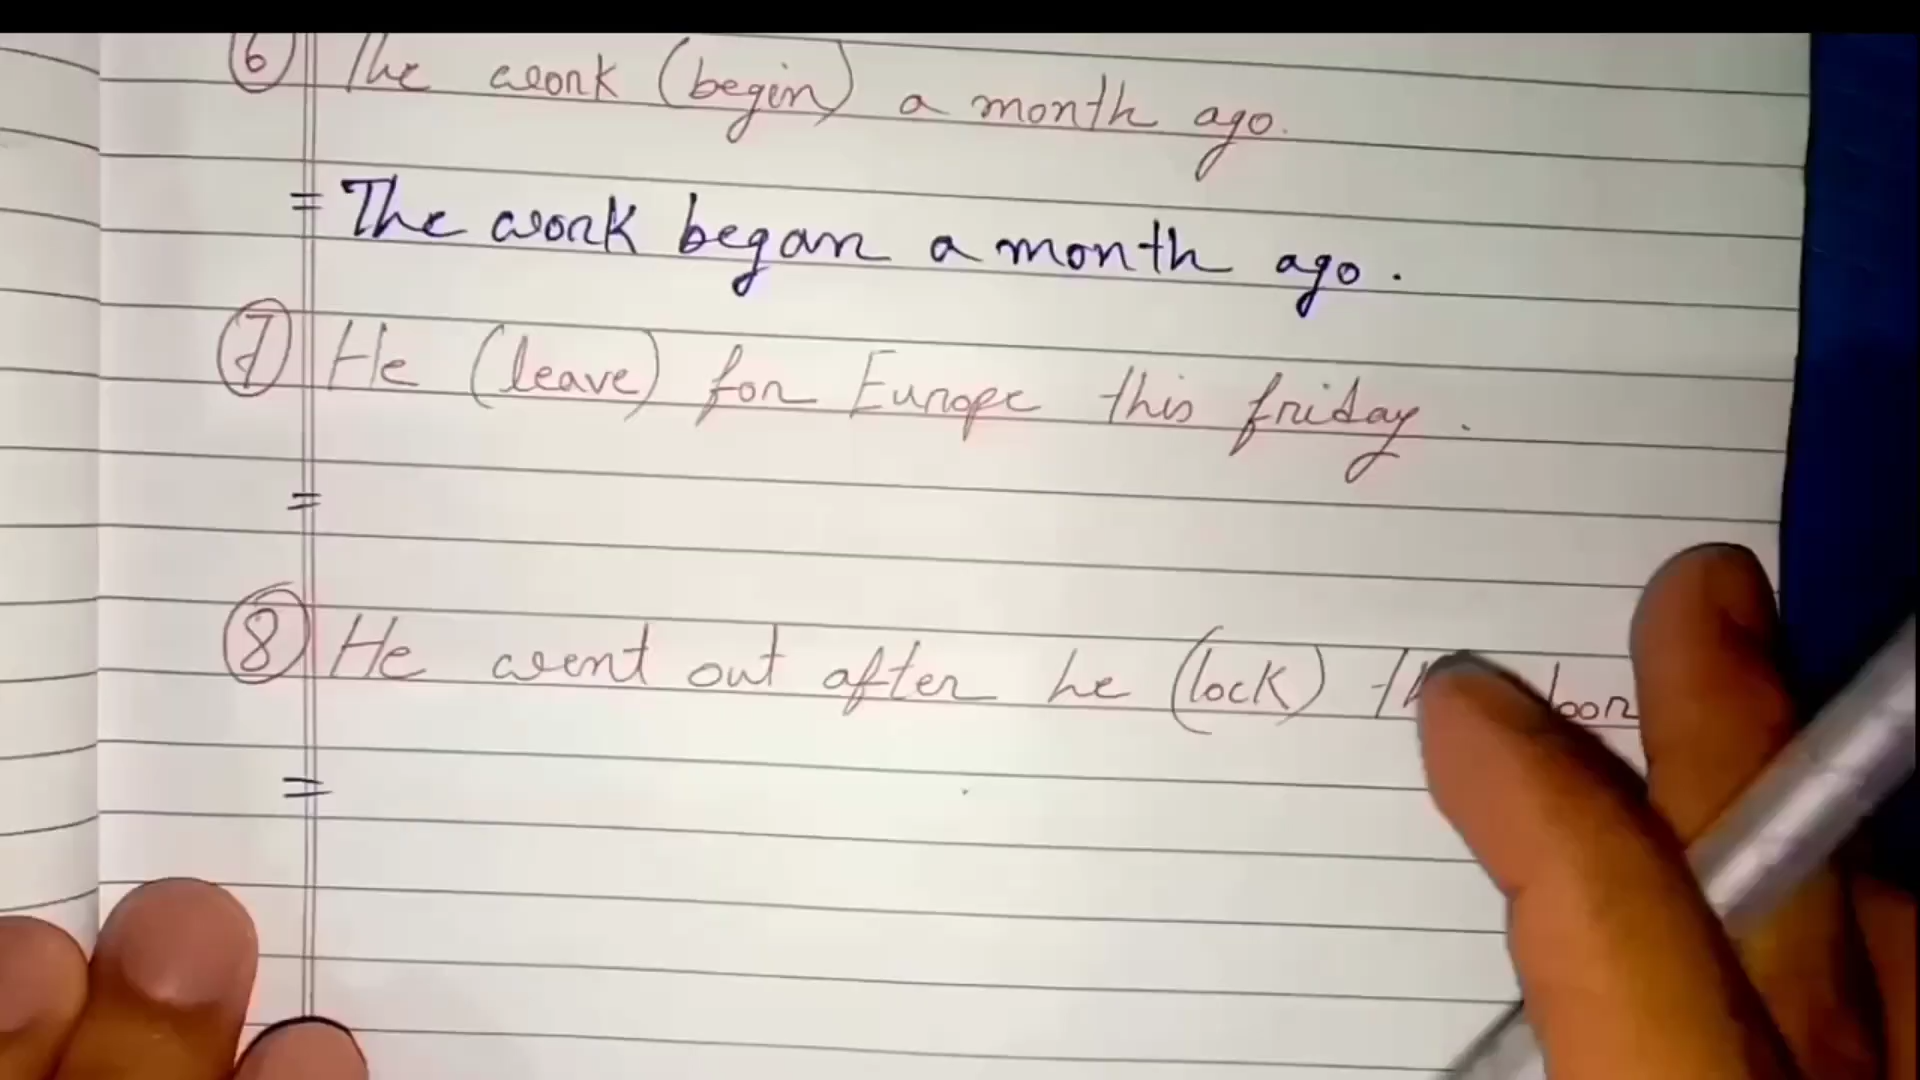 6 The work (begin) a month ago.
= The work began a month ago.
7 He (leave) for Europe this friday.
=
8 He went out after he (lock)
=